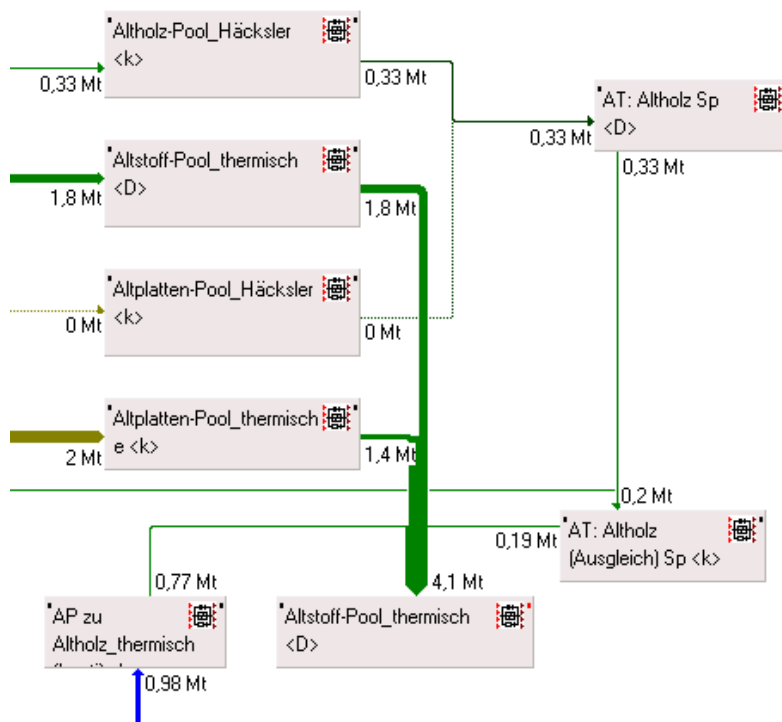 Altholz-Pool_Häcksler
<k>
0,33 Mt
0,33 Mt
AT: Altholz Sp
<D>
0,33 Mt
0,33 Mt
Altstoff-Pool_thermisch
<D>
1,8 Mt
1,8 Mt
Altplatten-Pool_Häcksler
<k>
0 Mt
0 Mt
Altplatten-Pool_thermisch
e <k>
2 Mt
1,4 Mt
0,2 Mt
AT: Altholz
(Ausgleich) Sp <k>
0,19 Mt
0,77 Mt
4,1 Mt
AP zu
Altholz_thermisch
Altstoff-Pool_thermisch
<D>
0,98 Mt